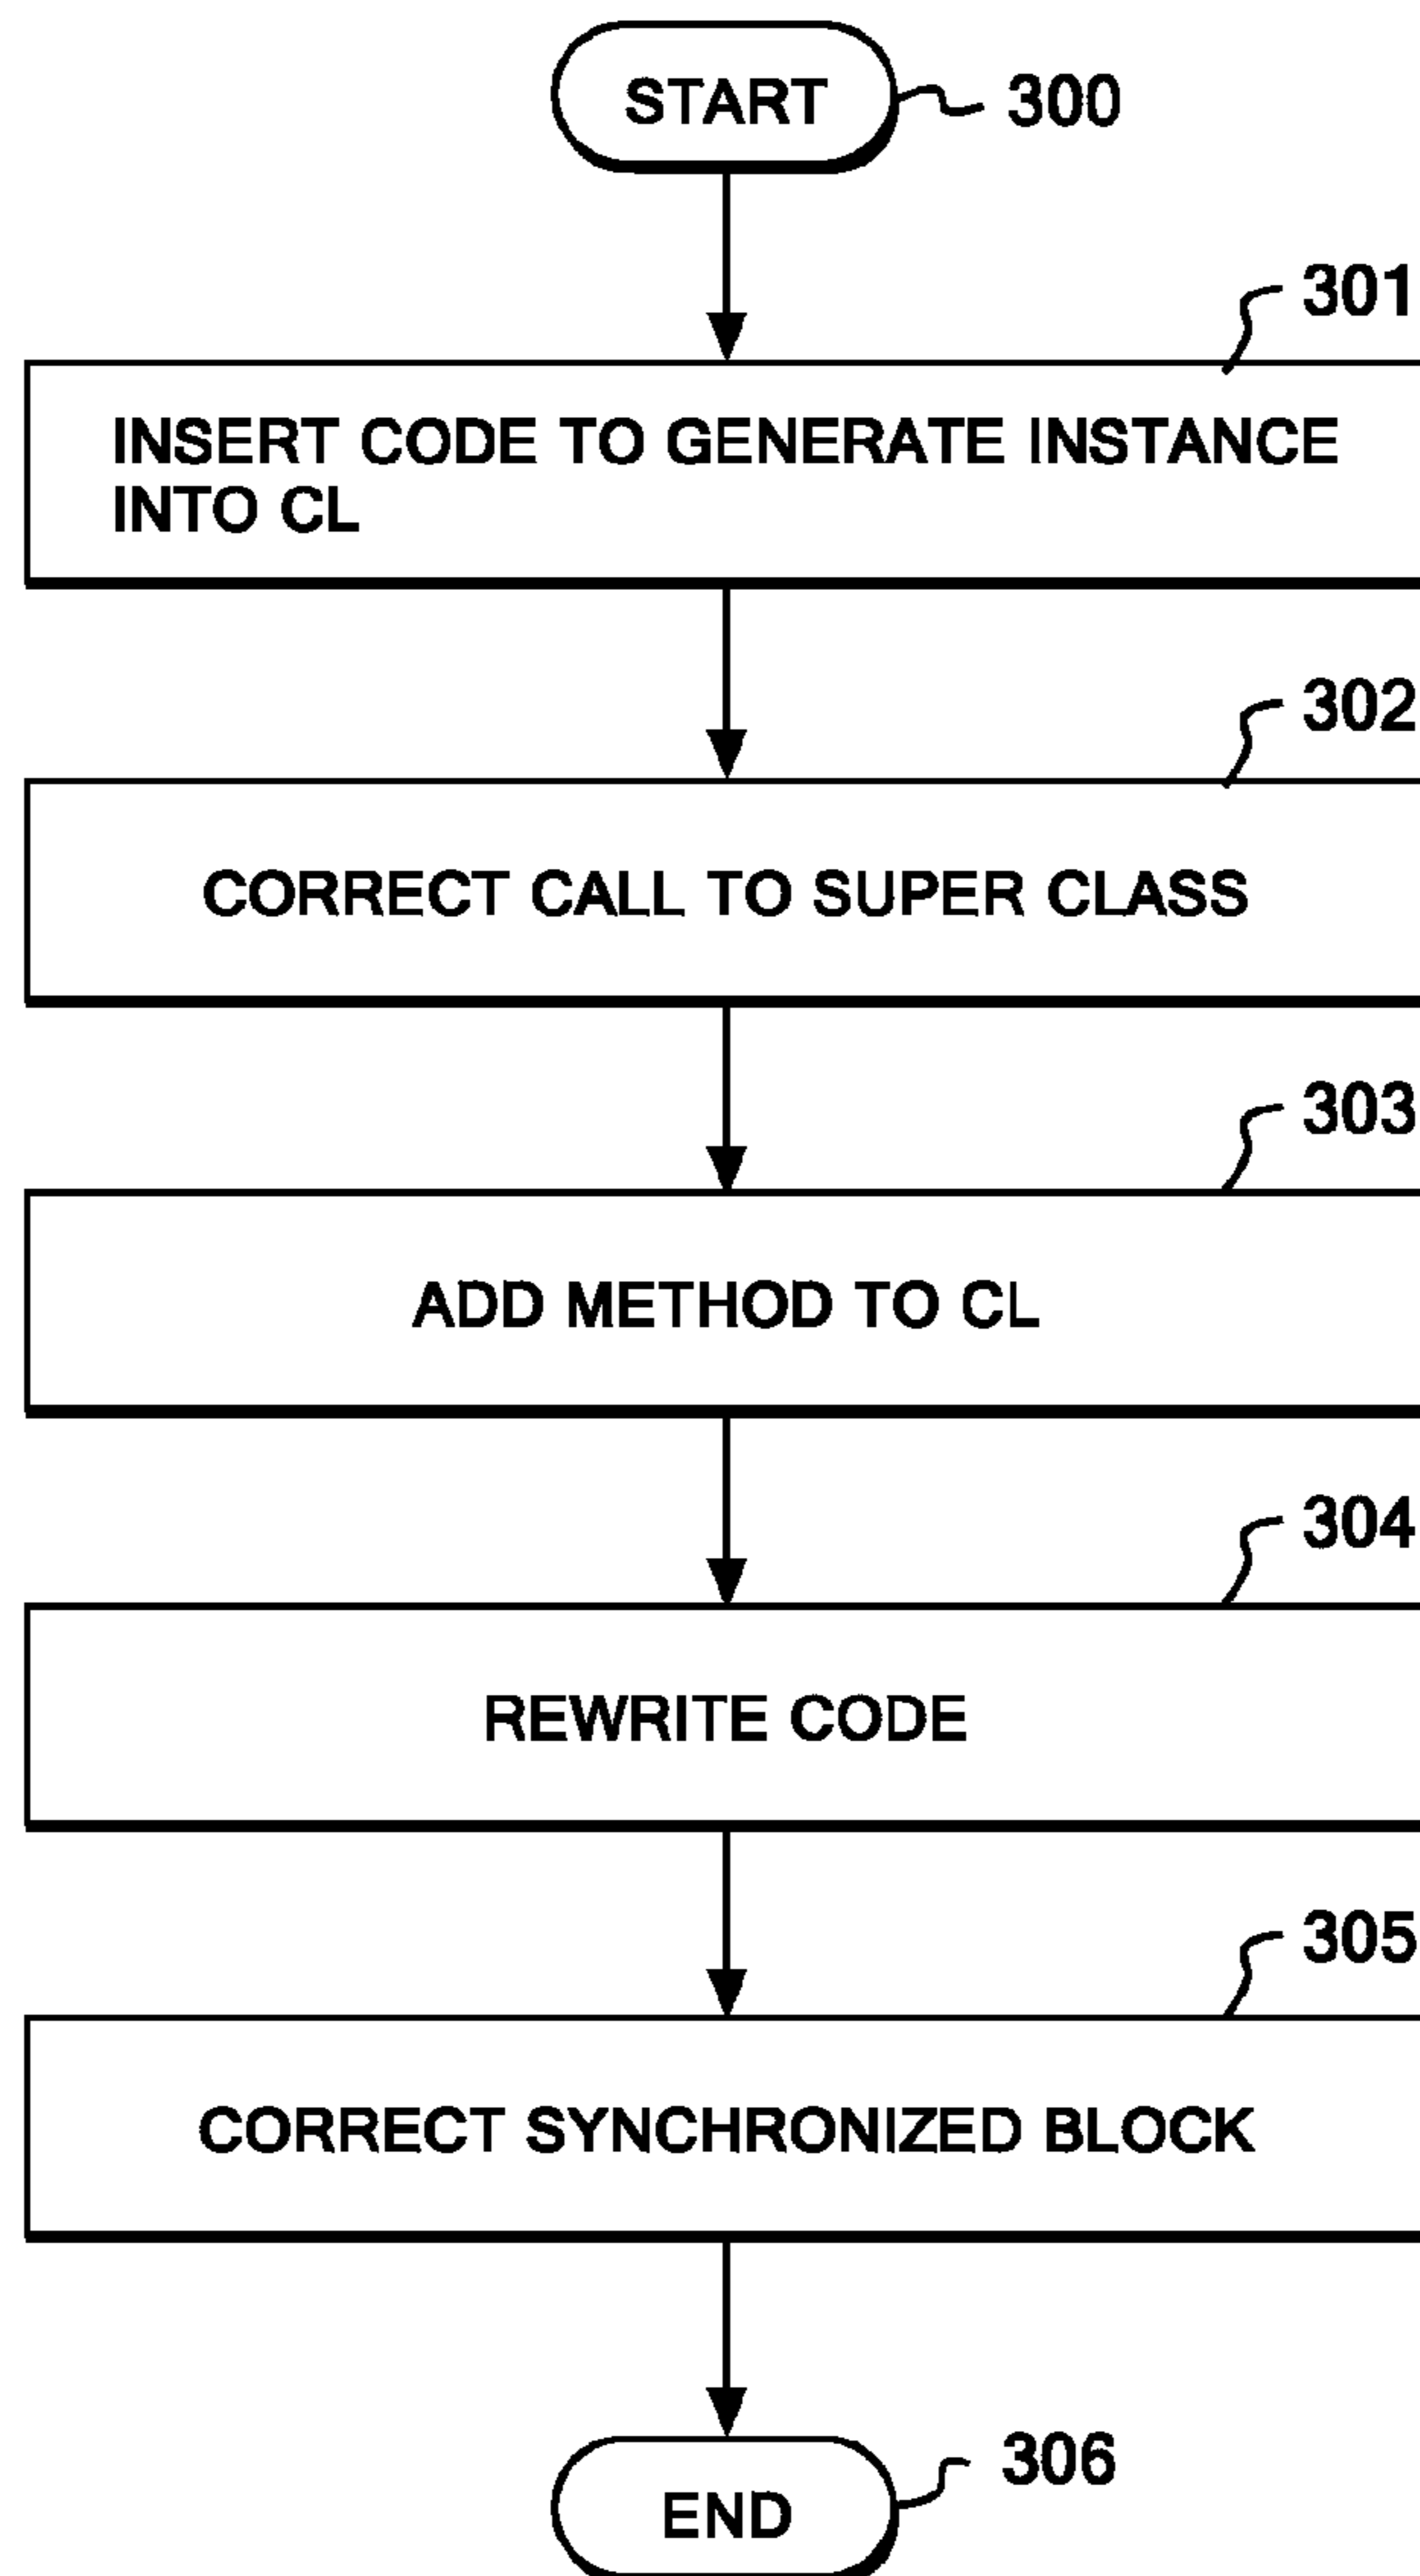 START
300
301
INSERT CODE TO GENERATE INSTANCE
INTO CL
302
CORRECT CALL TO SUPER CLASS
303
ADD METHOD TO CL
304
REWRITE CODE
305
CORRECT SYNCHRONIZED BLOCK
306
END